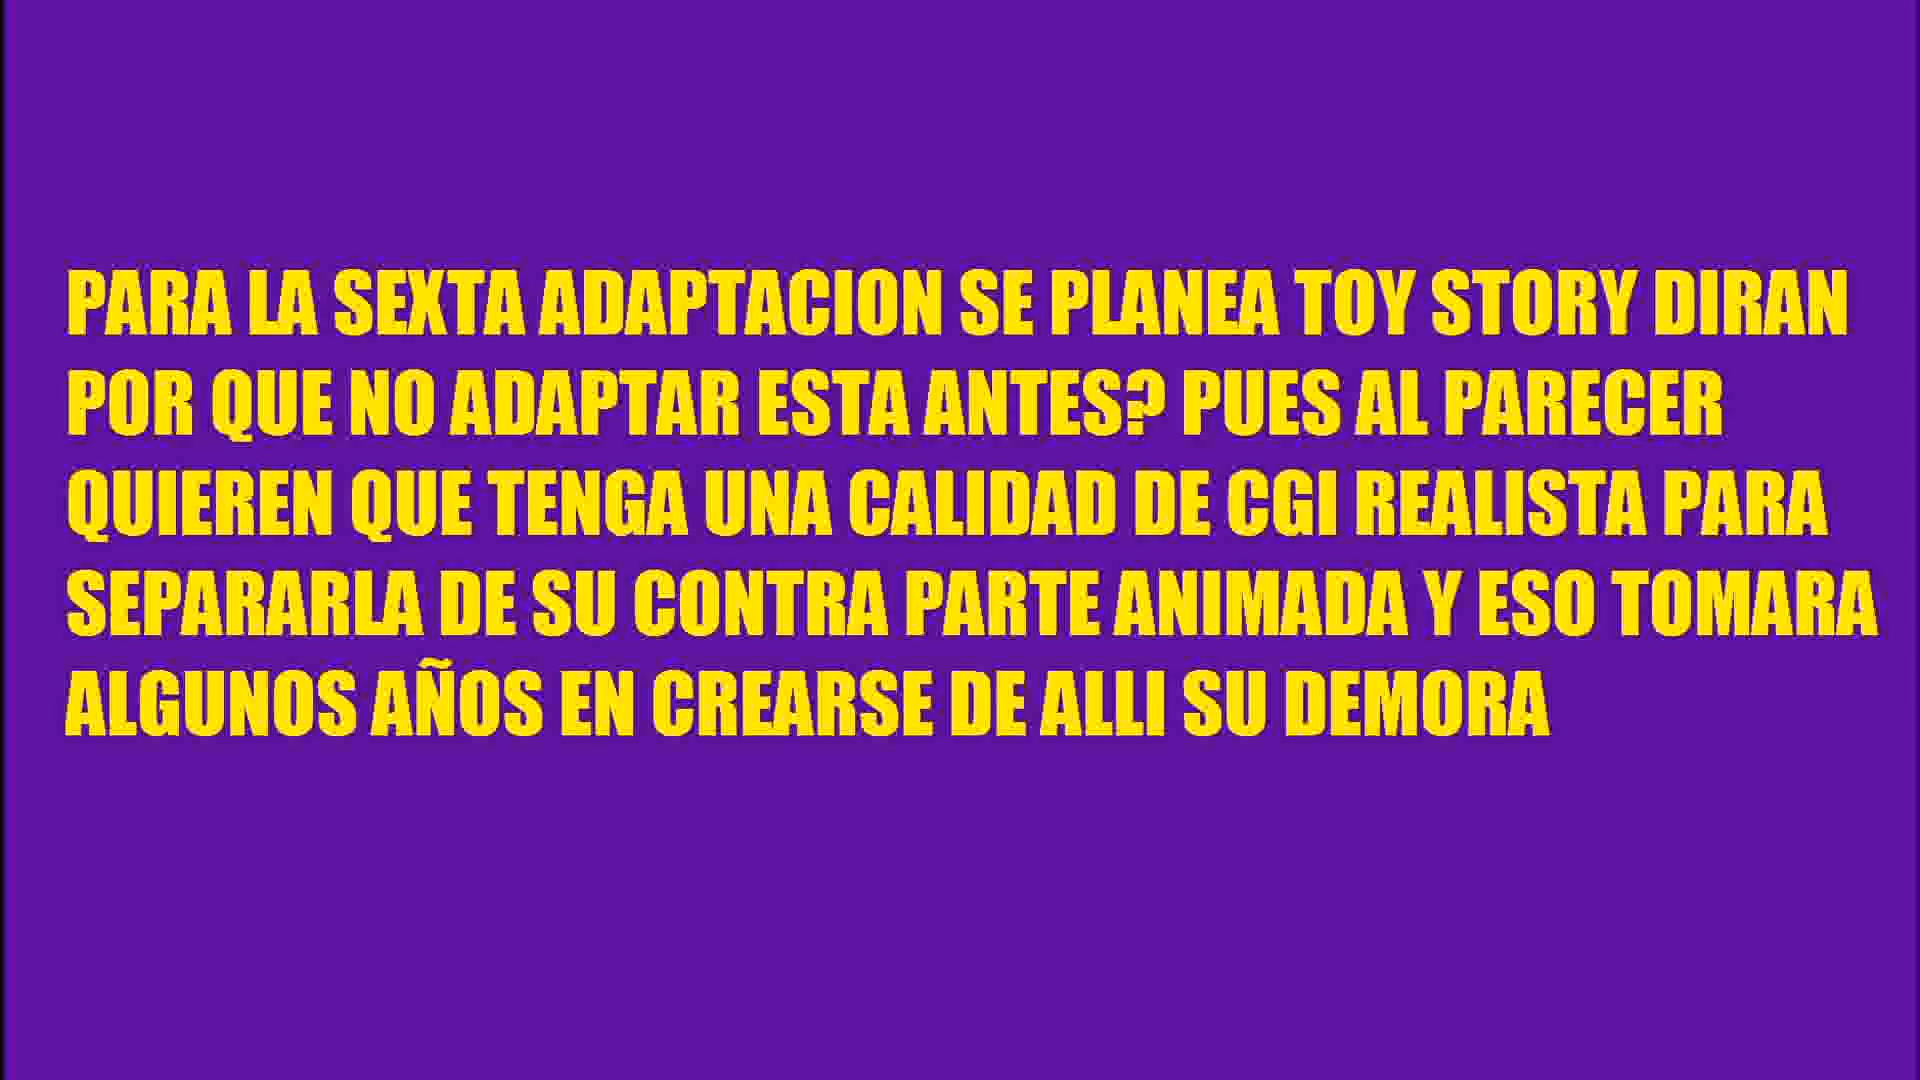 PARA LA SEXTA ADAPTACION SE PLANEA TOY STORY DIRAN
POR QUE NO ADAPTAR ESTA ANTES? PUES AL PARECER
QUIEREN QUE TENGA UNA CALIDAD DE CGI REALISTA PARA
SEPARARLA DE SU CONTRA PARTE ANIMADA Y ESO TOMARA
ALGUNOS AÑOS EN CREARSE DE ALLI SU DEMORA